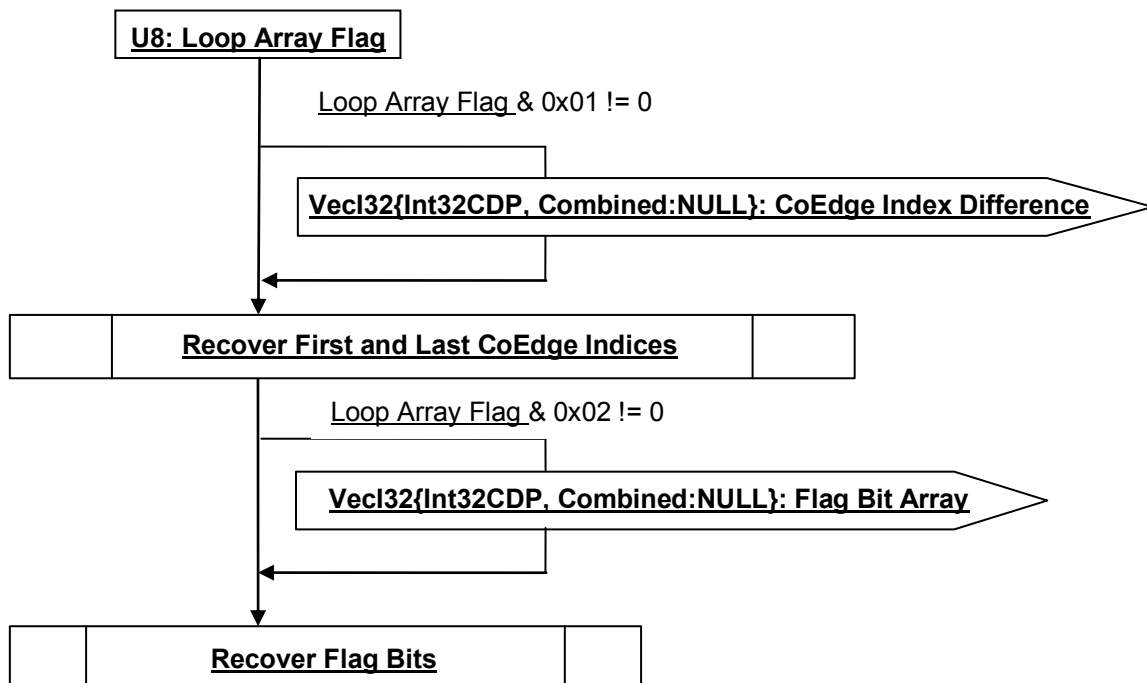 U8: Loop Array Flag
Loop Array Flag & 0x01 != 0
VecI32{Int32CDP, Combined:NULL}: CoEdge Index Difference
Recover First and Last CoEdge Indices
Loop Array Flag & 0x02 != 0
VecI32{Int32CDP, Combined:NULL}: Flag Bit Array
Recover Flag Bits